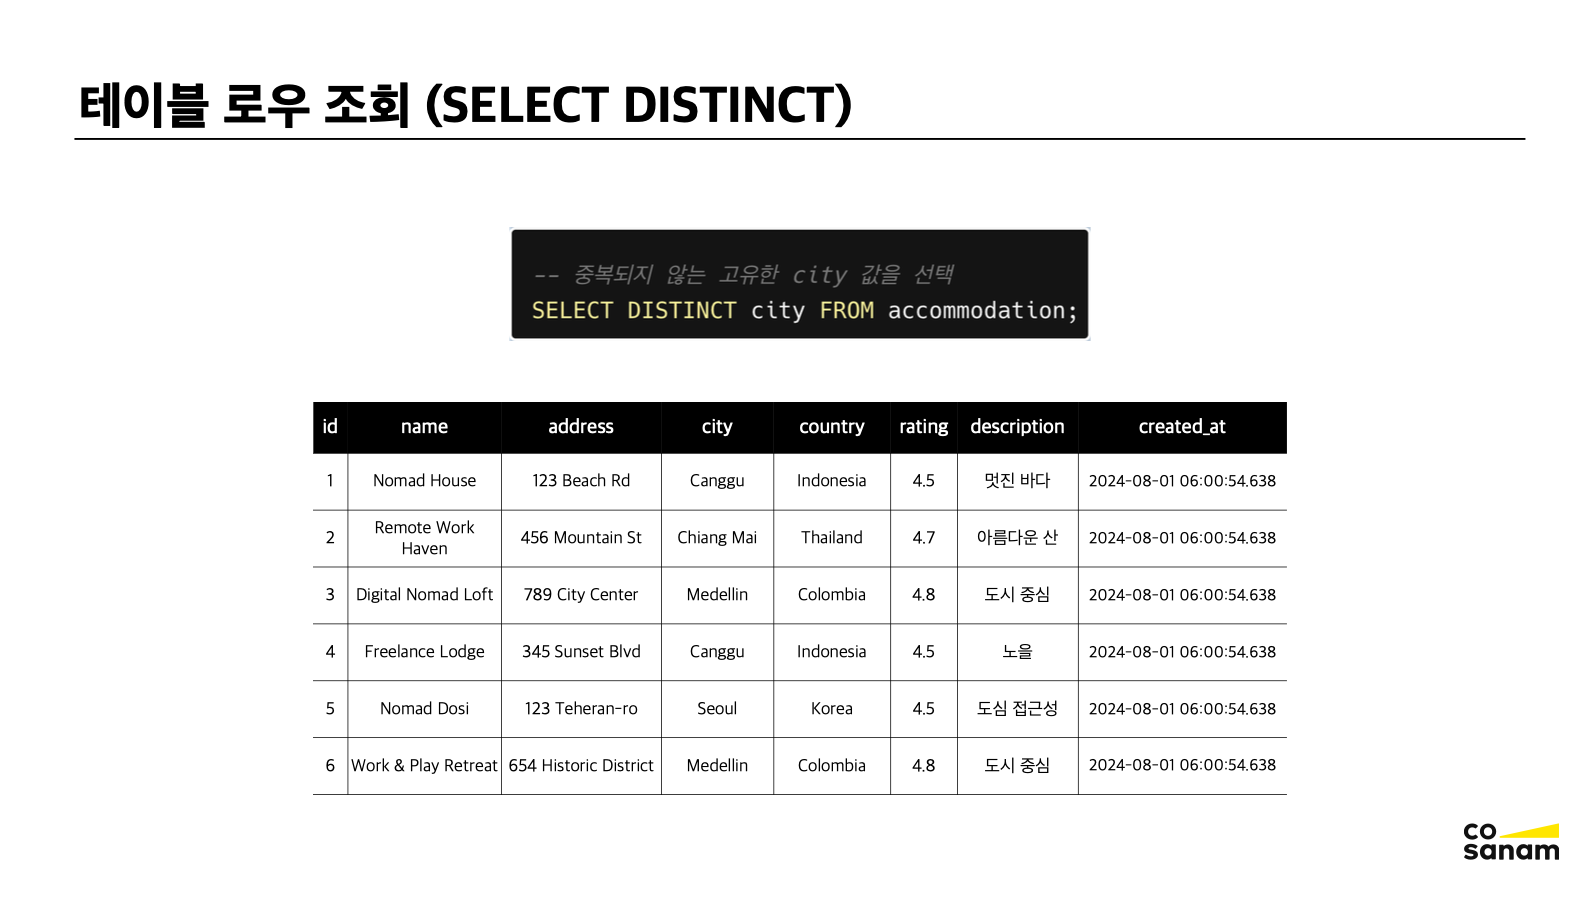 테이블 로우 조회 (SELECT DISTINCT)
-- 중복되지 않는 고유한 city 값을 선택
SELECT DISTINCT city FROM accommodation;
id name address city country rating description created_at
1 Nomad House 123 Beach Rd Canggu Indonesia 4.5 멋진 바다 2024-08-01 06:00:54.638
2 Remote Work Haven 456 Mountain St Chiang Mai Thailand 4.7 아름다운 산 2024-08-01 06:00:54.638
3 Digital Nomad Loft 789 City Center Medellin Colombia 4.8 도시 중심 2024-08-01 06:00:54.638
4 Freelance Lodge 345 Sunset Blvd Canggu Indonesia 4.5 노을 2024-08-01 06:00:54.638
5 Nomad Dosi 123 Teheran-ro Seoul Korea 4.5 도심 접근성 2024-08-01 06:00:54.638
6 Work & Play Retreat 654 Historic District Medellin Colombia 4.8 도시 중심 2024-08-01 06:00:54.638
co
sanam